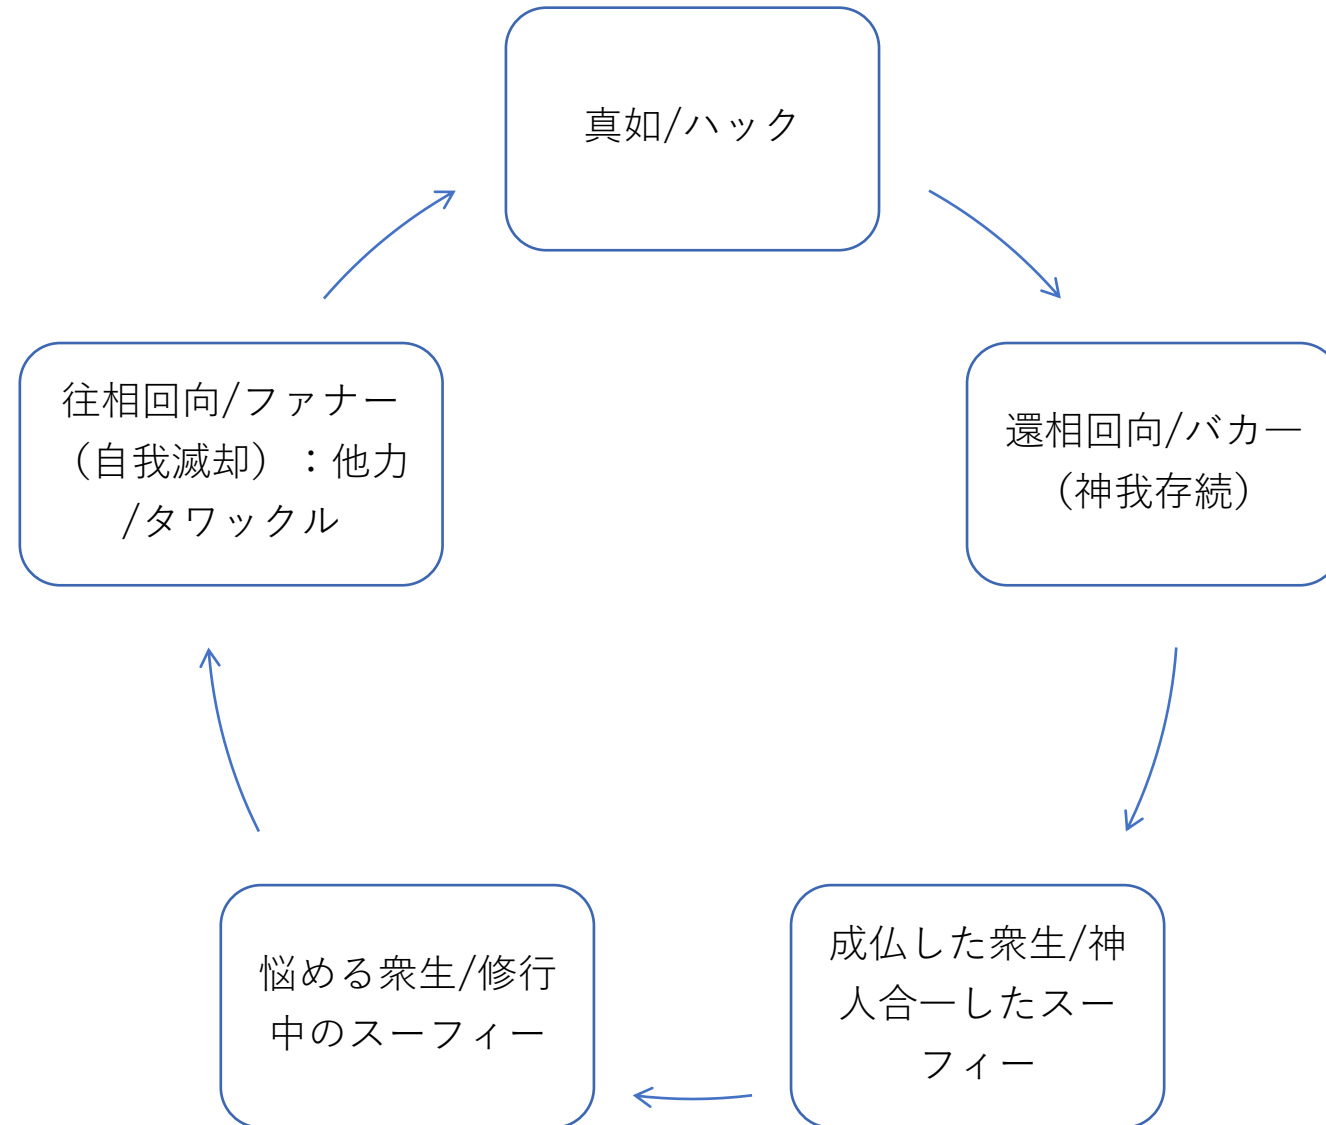 真如/ハック
往相回向/ファナー
（自我滅却）：他力
/タワックル
還相回向/バカ―
（神我存続）
悩める衆生/修行
中のスーフィー
成仏した衆生/神
人合一したスー
フィー